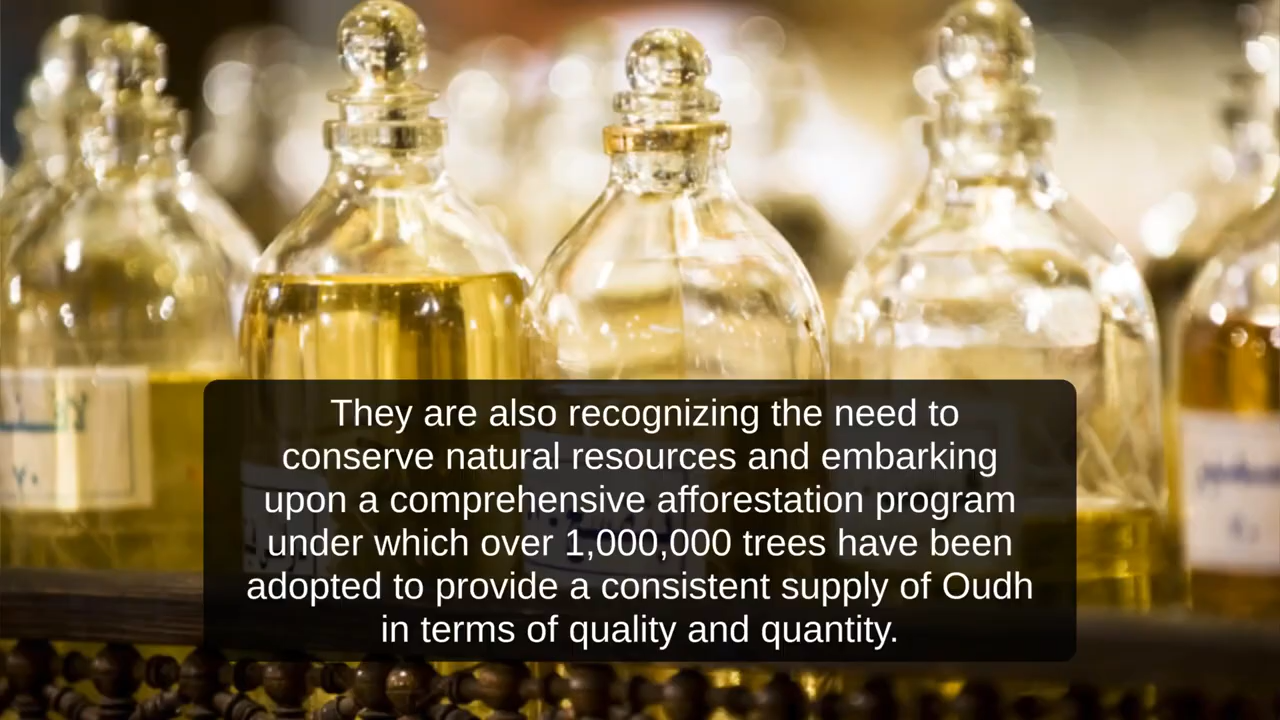 They are also recognizing the need to
conserve natural resources and embarking
upon a comprehensive afforestation program
under which over 1,000,000 trees have been
adopted to provide a consistent supply of Oudh
in terms of quality and quantity.